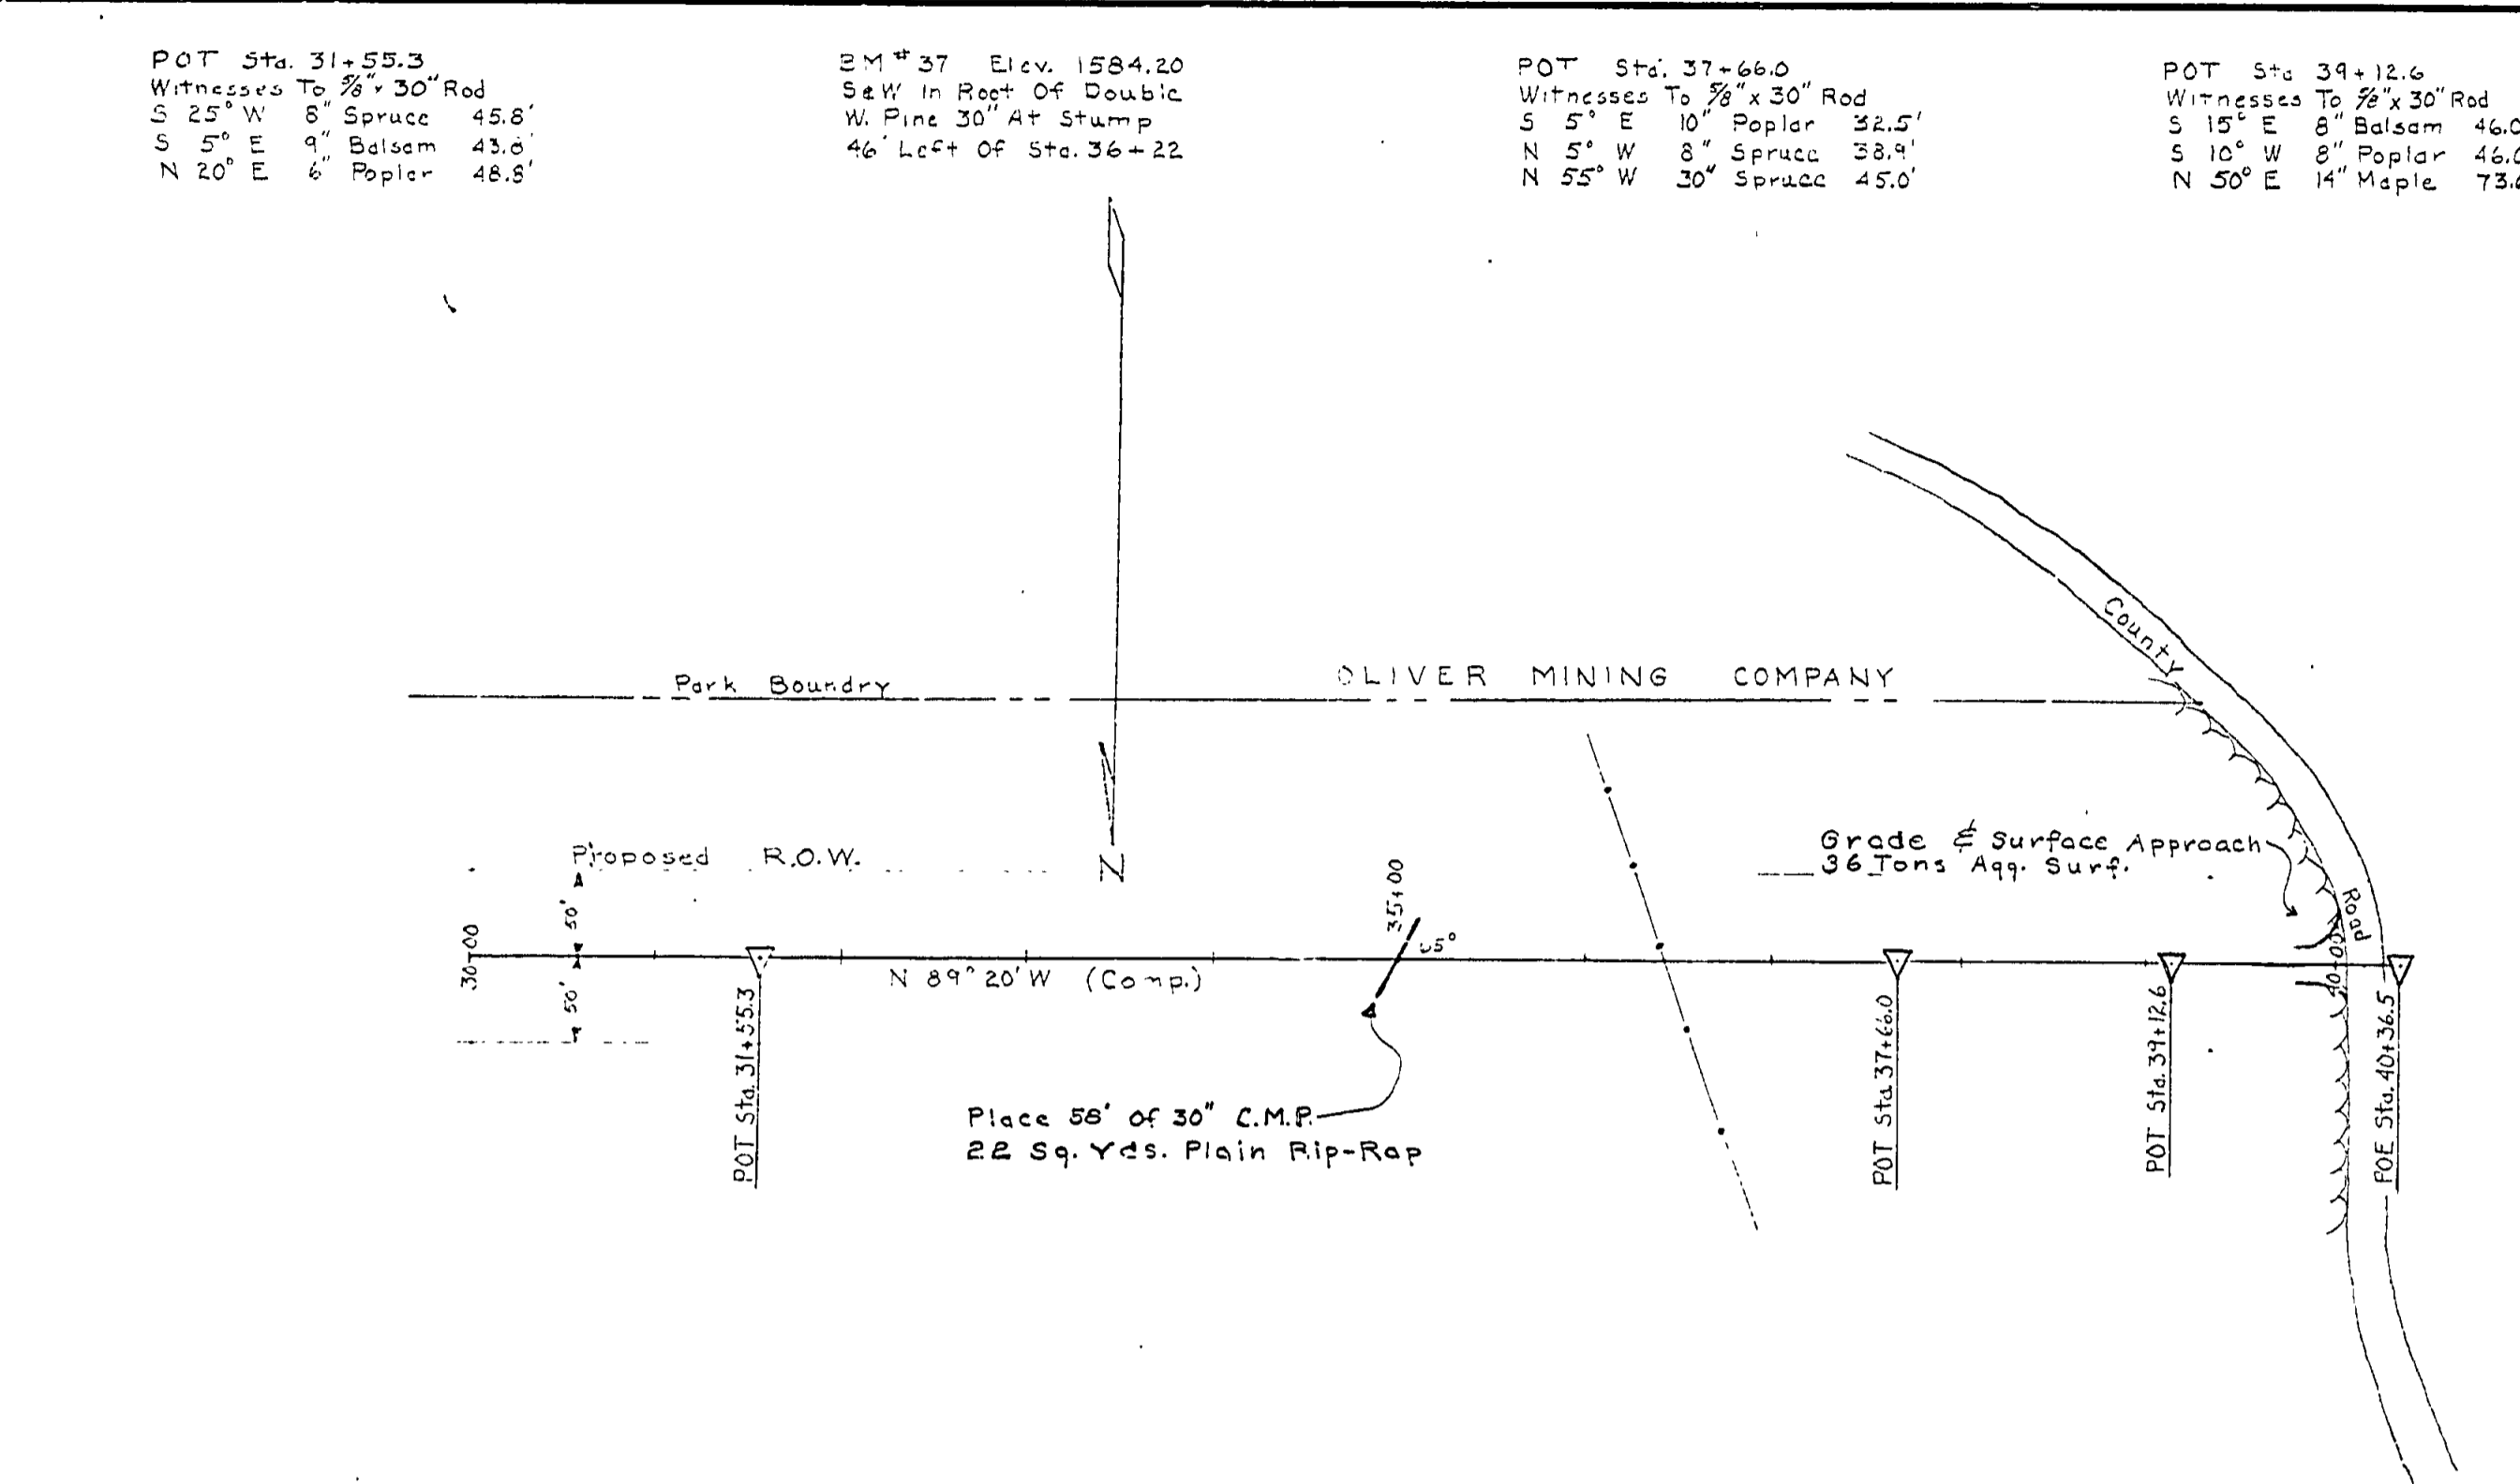 POT Sta. 31+55.3
Witnesses To 5/8" x 30" Rod
S 25° W 8" Spruce 45.8'
S 5° E 9" Balsam
N 20° E 6" Poplar 48.8'
BM #37 Elev. 1584.20
S&W In Root Of Double
W. Pine 30" At Stump
46' Left Of Sta. 36+22
POT Sta. 37+66.0
Witnesses To 5/8" x 30" Rod
S 5° E 10" Poplar 32.5'
N 5° W 8" Spruce 38.9'
N 55° W 30" Spruce 45.0'
POT Sta 39+12.6
Witnesses To 5/8" x 30" Rod
S 15° E 8" Balsam 46.0
S 10° W 8" Poplar
N 50° E 14" Maple
County
Park Boundry
OLIVER MINING COMPANY
Proposed R.O.W.
N
Grade & Surface Approach
36 Tons Agg. Surf.
Road
50'
50'
30+00
35+00
N 89°20'W (Comp.)
40+00
POT Sta. 31+55.3
POT Sta. 37+66.0
POT Sta. 39+12.6
POE Sta. 40+36.5
Place 58' of 30" C.M.P.
22 Sq. Yds. Plain Rip-Rap